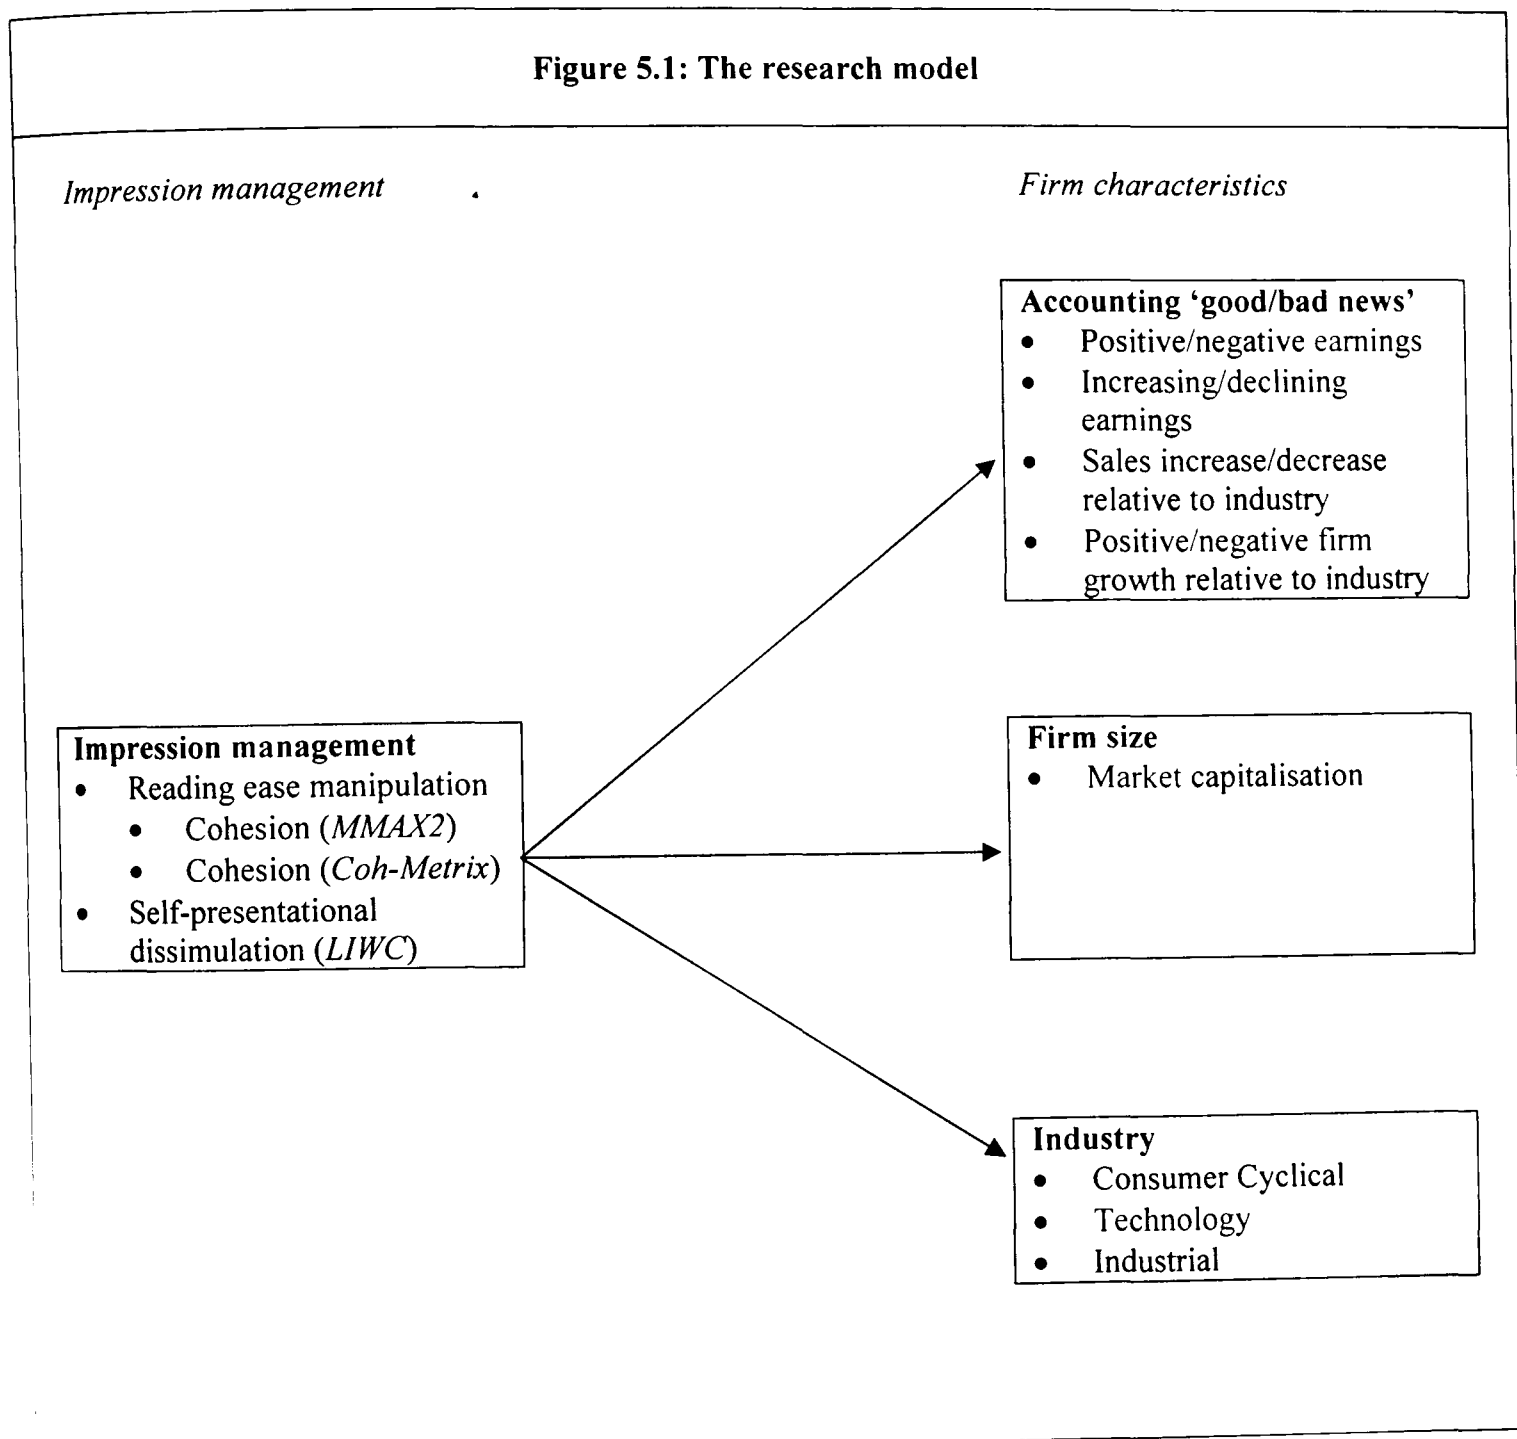 Figure 5.1: The research model
Impression management
Firm characteristics
Accounting ‘good/bad news’
• Positive/negative earnings
• Increasing/declining
earnings
• Sales increase/decrease
relative to industry
• Positive/negative firm
growth relative to industry
Impression management
• Reading ease manipulation
• Cohesion (MMAX2)
• Cohesion (Coh-Metrix)
• Self-presentational
dissimulation (LIWC)
Firm size
• Market capitalisation
Industry
• Consumer Cyclical
• Technology
• Industrial